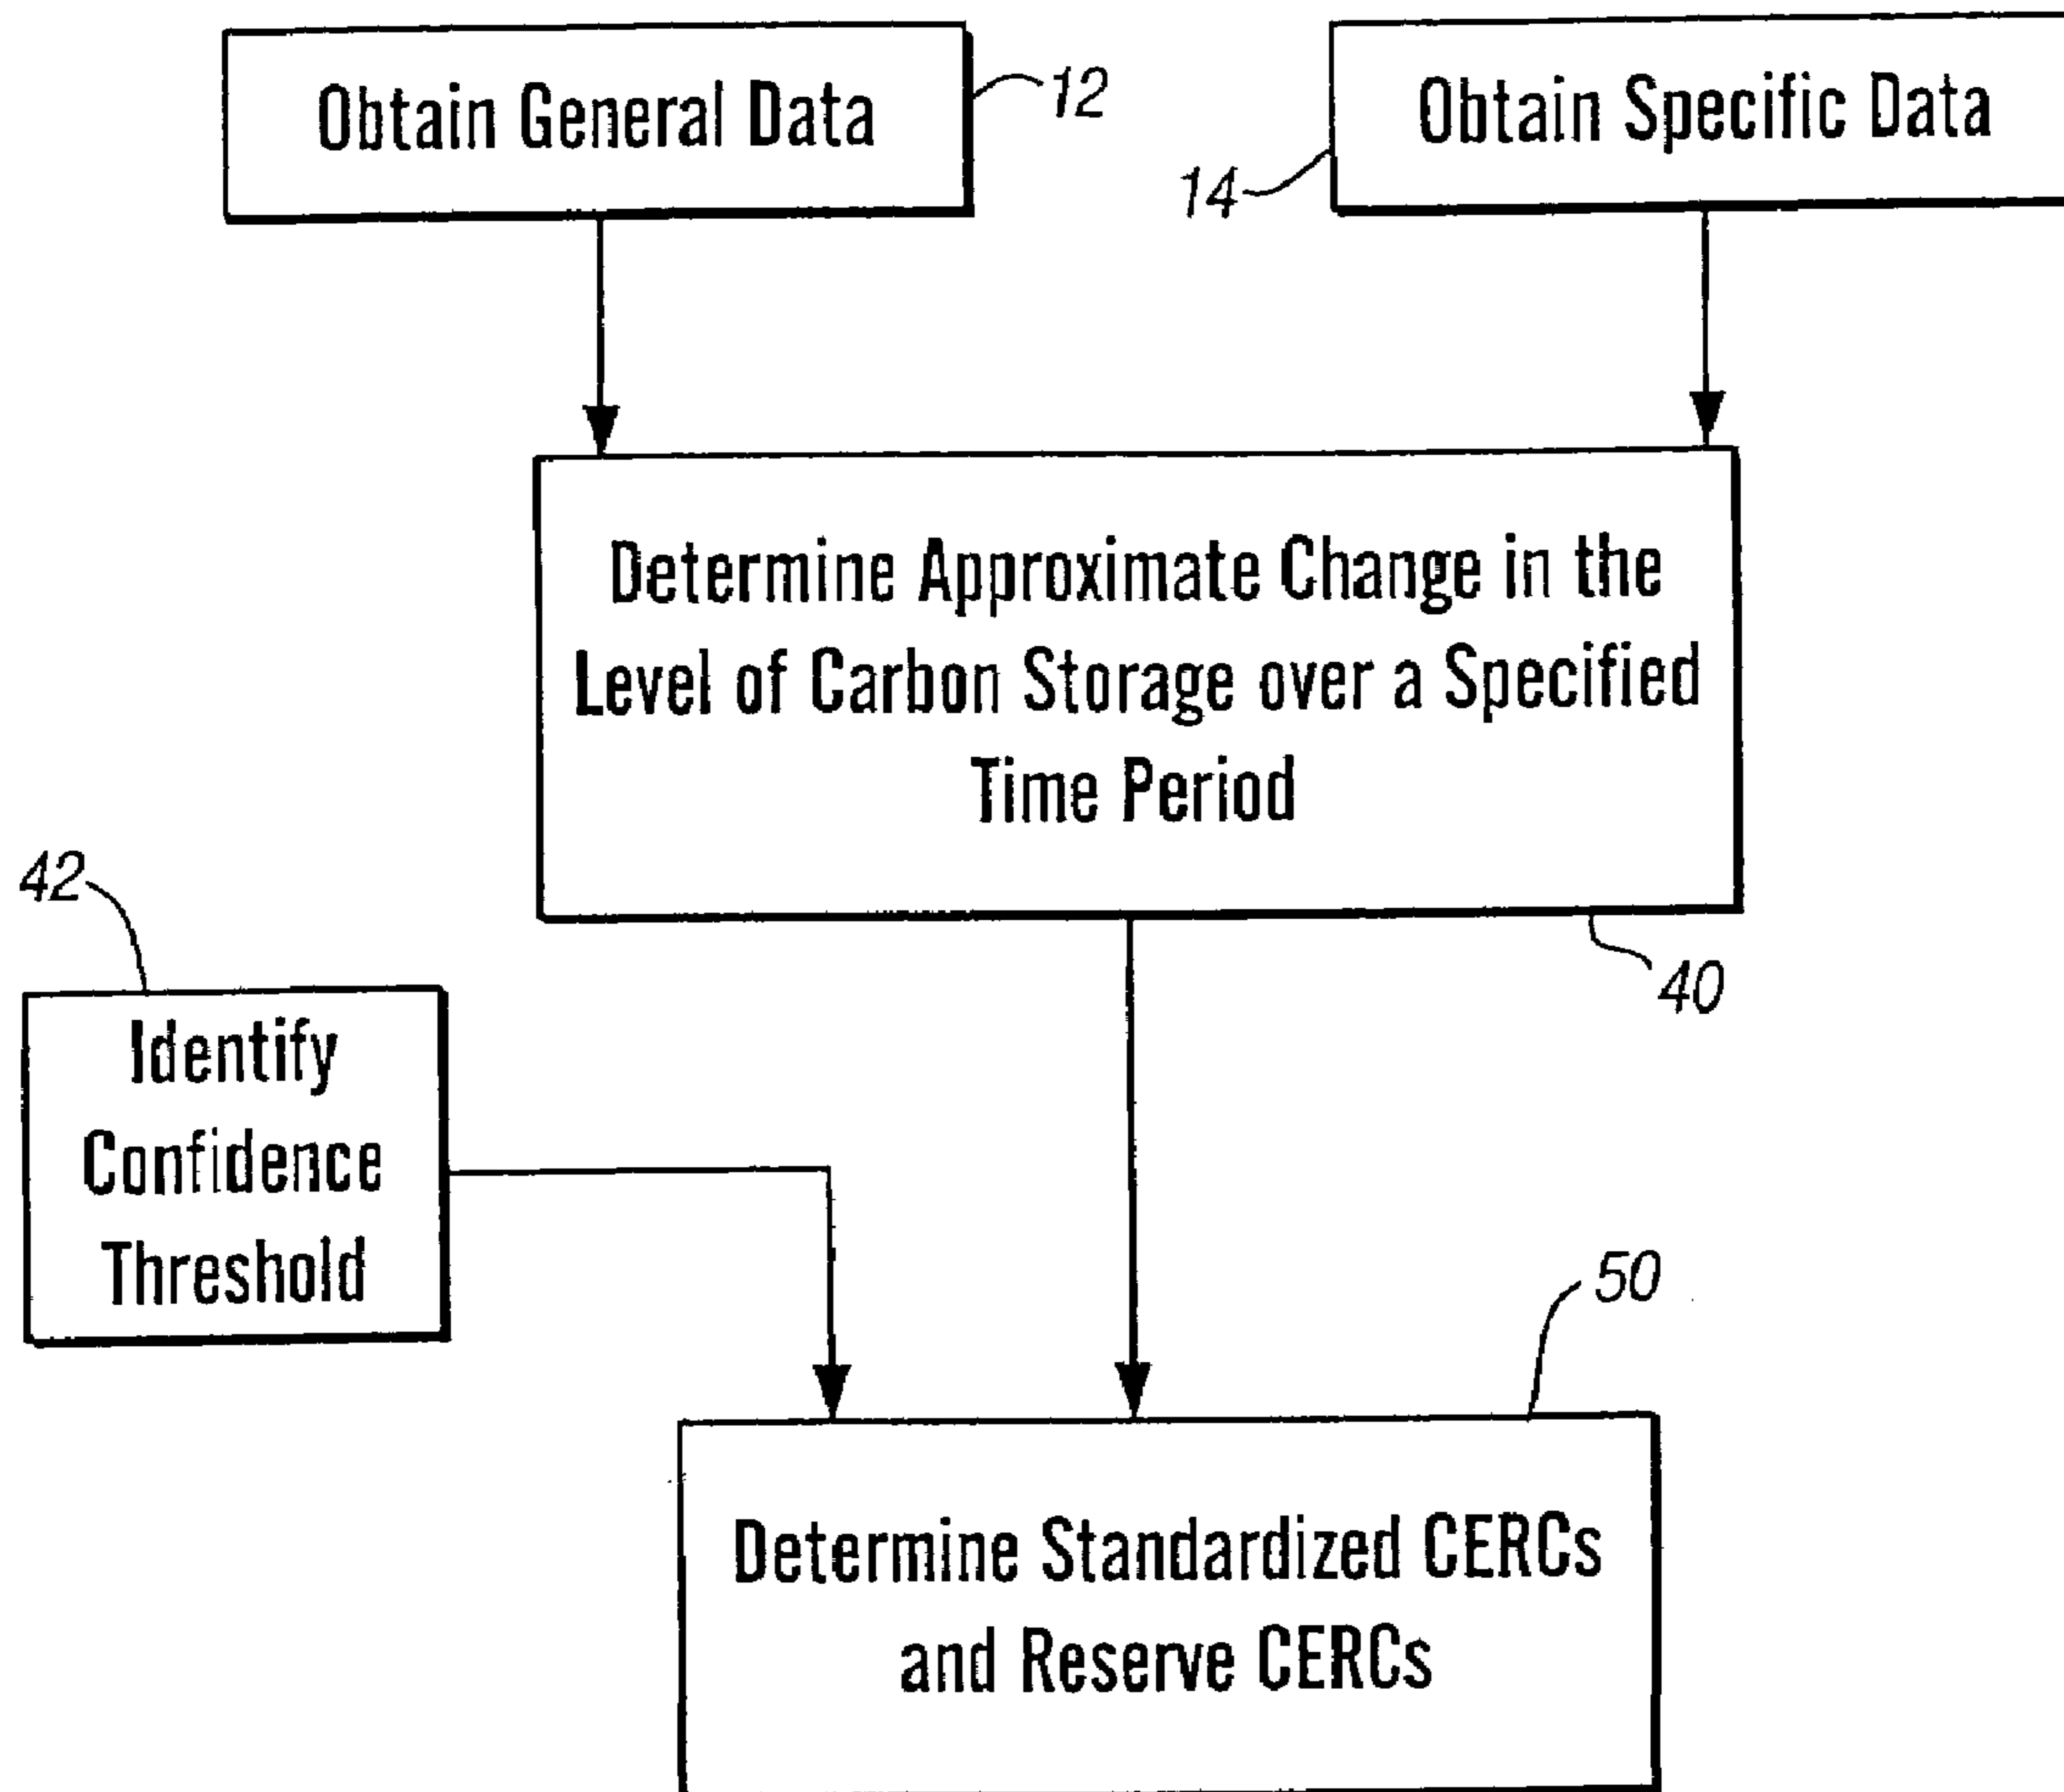 Obtain General Data
12
Obtain Specific Data
14
Determine Approximate Change in the
Level of Carbon Storage over a Specified
Time Period
40
42
Identify
Confidence
Threshold
50
Determine Standardized CERCs
and Reserve CERCs